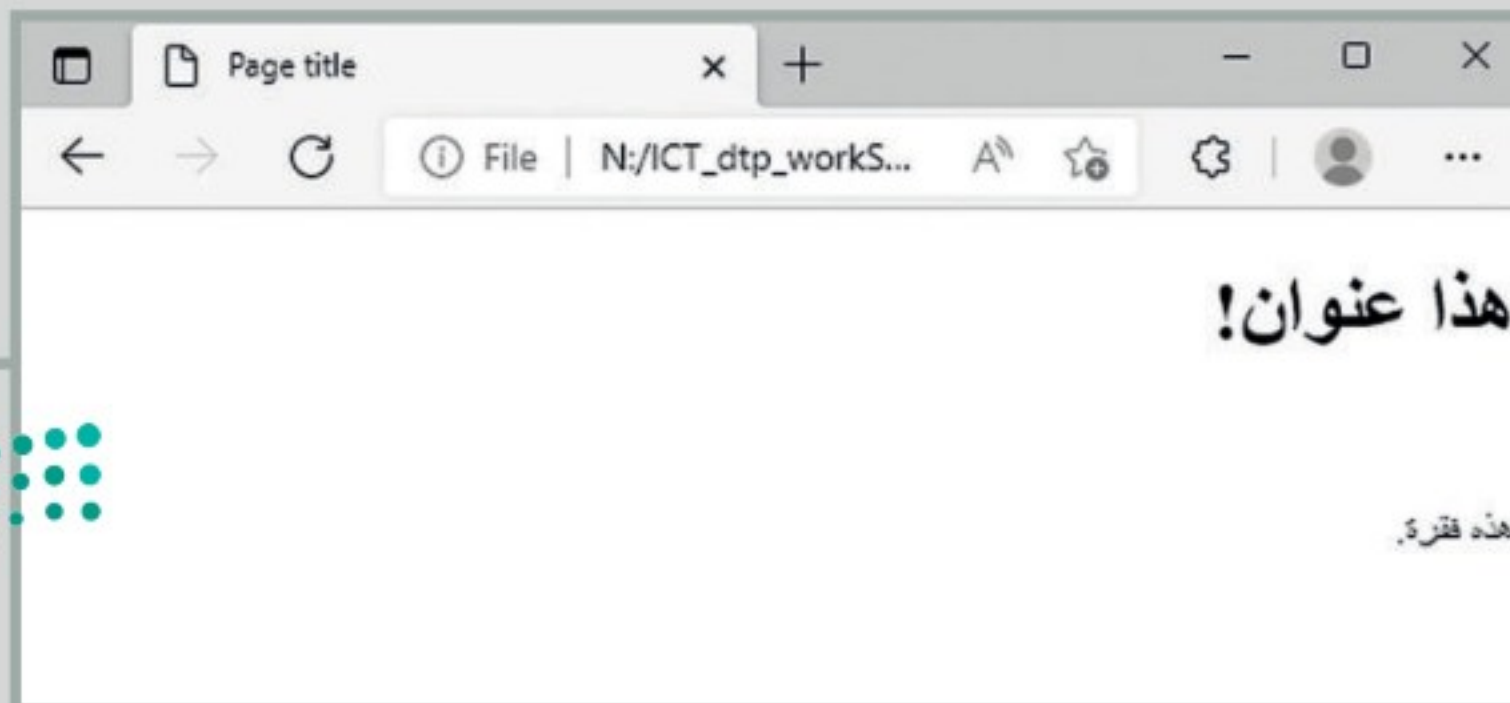 Page title
File | N:/ICT_dtp_workS...
هذا عنوان!
هذه فقرة.